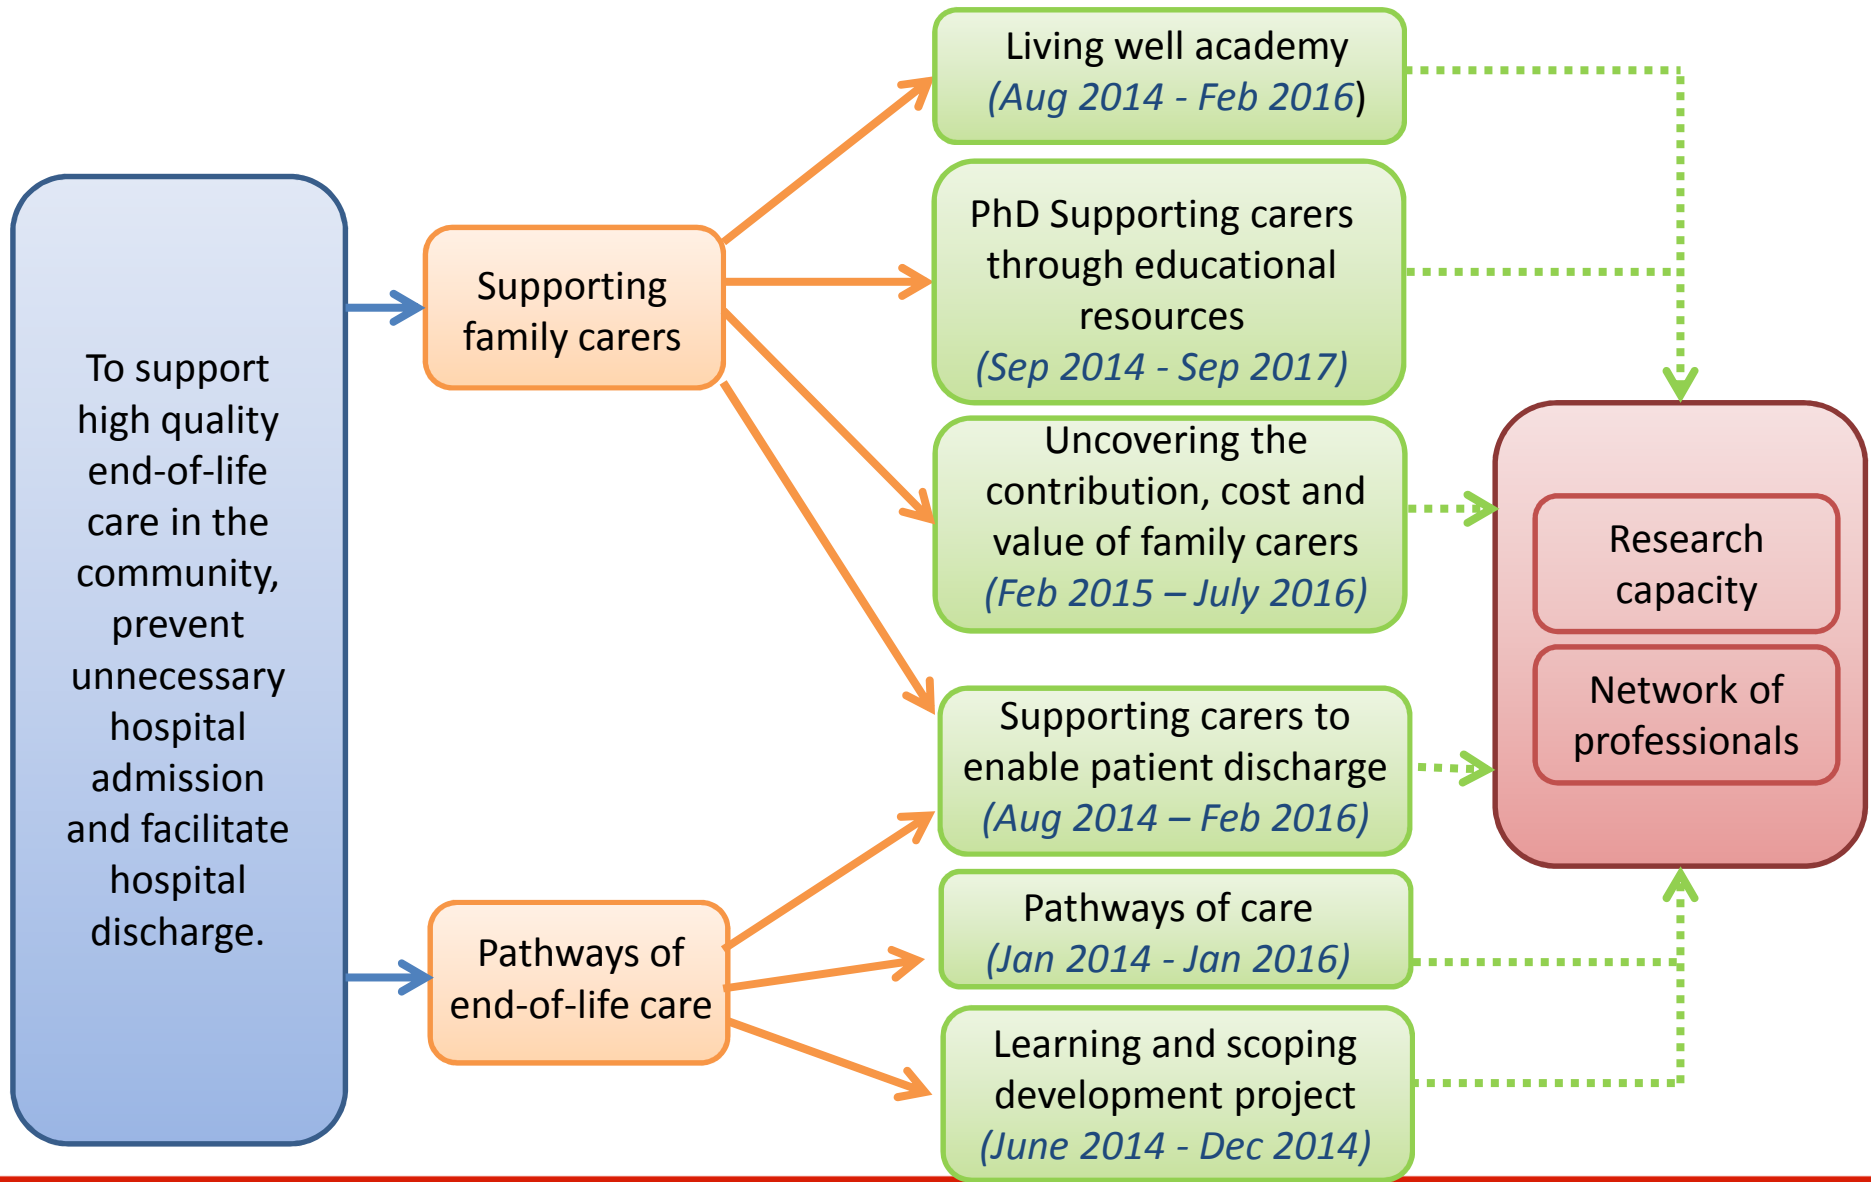 To support
high quality
end-of-life
care in the
community,
prevent
unnecessary
hospital
admission
and facilitate
hospital
discharge.
Supporting
family carers
Pathways of
end-of-life care
Living well academy
(Aug 2014 - Feb 2016)
PhD Supporting carers
through educational
resources
(Sep 2014 - Sep 2017)
Uncovering the
contribution, cost and
value of family carers
(Feb 2015 – July 2016)
Supporting carers to
enable patient discharge
(Aug 2014 – Feb 2016)
Pathways of care
(Jan 2014 - Jan 2016)
Learning and scoping
development project
(June 2014 - Dec 2014)
Research
capacity
Network of
professionals